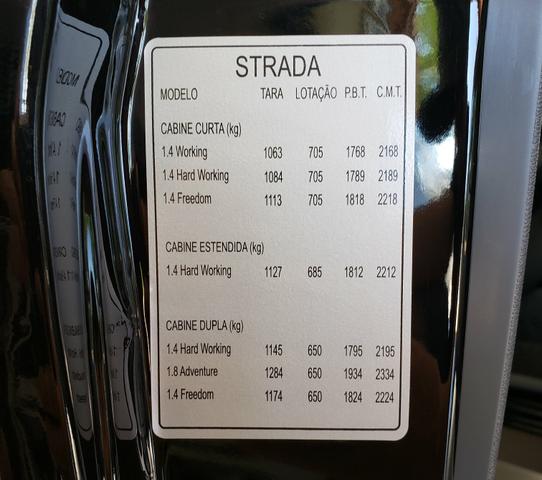 STRADA
MODELO TARA LOTAÇÃO P.B.T. C.M.T.
CABINE CURTA (kg)
1.4 Working 1063 705 1768 2168
1.4 Hard Working 1084 705 1789 2189
1.4 Freedom 1113 705 1818 2218
CABINE ESTENDIDA (kg)
1.4 Hard Working 1127 685 1812 2212
CABINE DUPLA (kg)
1.4 Hard Working 1145 650 1795 2195
1.8 Adventure 1284 650 1934 2334
1.4 Freedom 1174 650 1824 2224